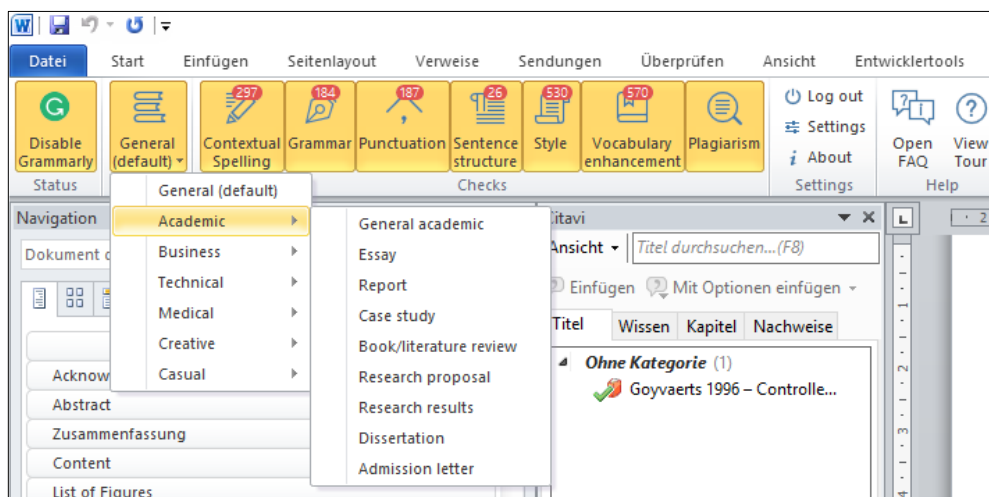 W
Datei Start Einfügen Seitenlayout Verweise Sendungen Überprüfen Ansicht Entwicklertools
297 184 187 26 530 570
Disable Grammarly
General (default)
Contextual Spelling
Grammar
Punctuation
Sentence structure
Style
Vocabulary enhancement
Plagiarism
Log out
Settings
i About
Open FAQ
View Tour
Status Checks Settings Help
General (default)
Academic
Business
Technical
Medical
Creative
Casual
General academic
Essay
Report
Case study
Book/literature review
Research proposal
Research results
Dissertation
Admission letter
Navigation
Dokument
Abstract
Zusammenfassung
Content
List of Figures
Ansicht Titel durchsuchen...(F8)
Einfügen Mit Optionen einfügen
Titel Wissen Kapitel Nachweise
Ohne Kategorie (1)
Goyvaerts 1996 – Controlle...
L
2
2
3
4